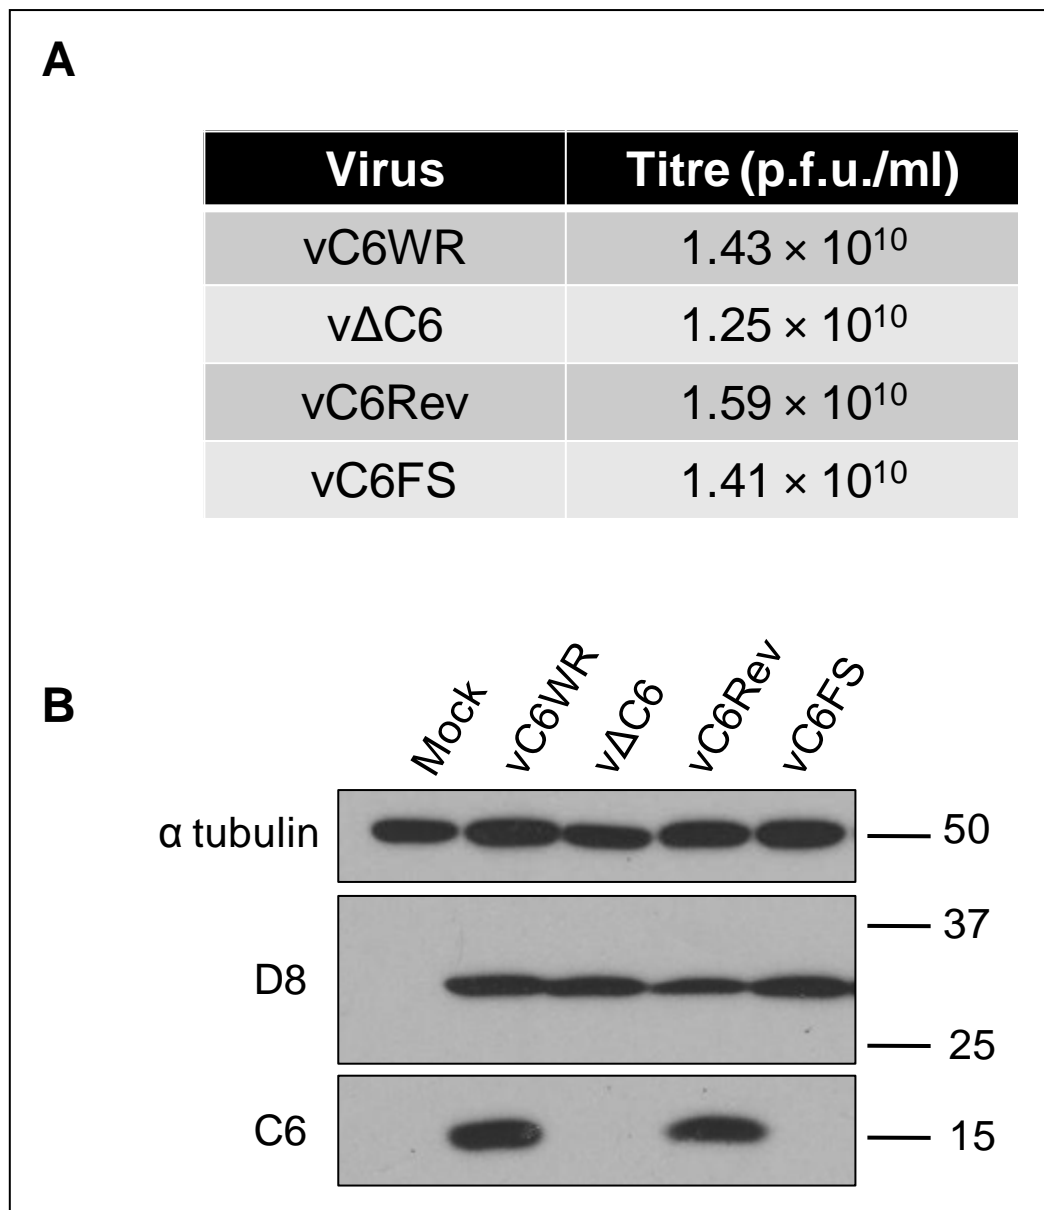 A
Virus Titre (p.f.u./ml)
vC6WR 1.43 × 10¹⁰
vΔC6 1.25 × 10¹⁰
vC6Rev 1.59 × 10¹⁰
vC6FS 1.41 × 10¹⁰
B
Mock vC6WR vΔC6 vC6Rev vC6FS
α tubulin 50
37
D8
25
C6 15